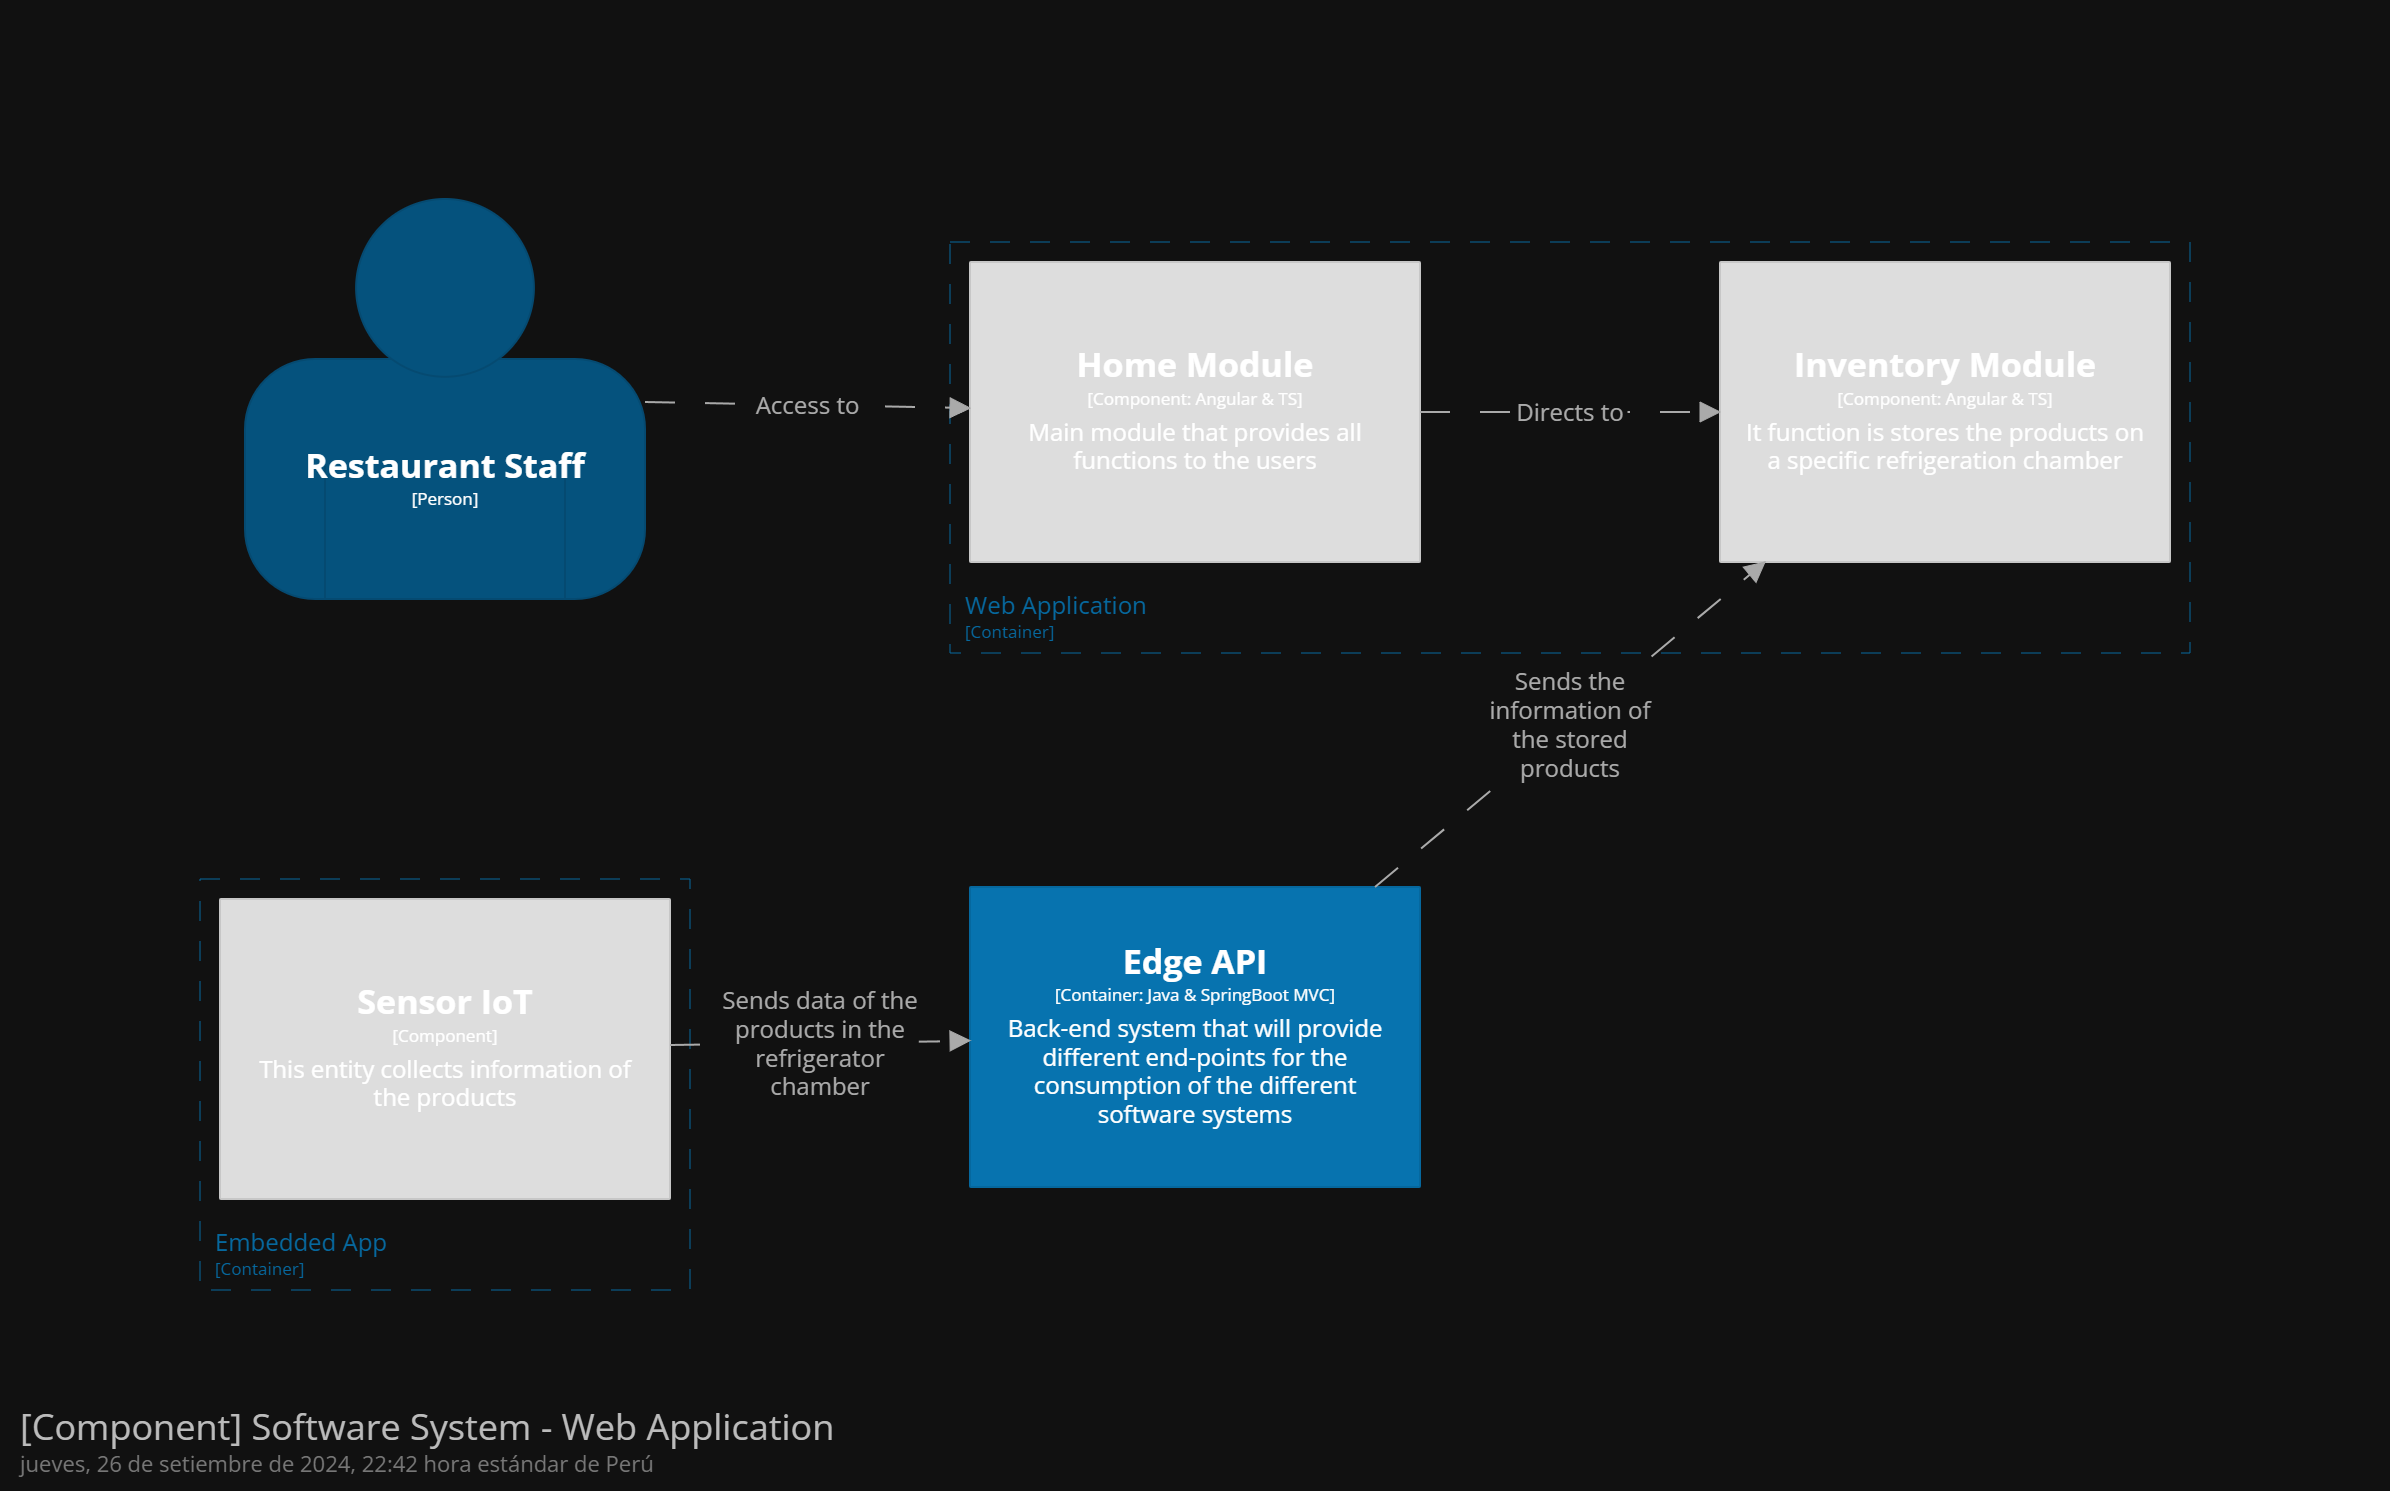 Restaurant Staff
[Person]
Access to
Home Module
[Component: Angular & TS]
Main module that provides all
functions to the users
Directs to
Inventory Module
[Component: Angular & TS]
It function is stores the products on
a specific refrigeration chamber
Web Application
[Container]
Sends the
information of
the stored
products
Sensor IoT
[Component]
This entity collects information of
the products
Embedded App
[Container]
Sends data of the
products in the
refrigerator
chamber
Edge API
[Container: Java & SpringBoot MVC]
Back-end system that will provide
different end-points for the
consumption of the different
software systems
[Component] Software System - Web Application
jueves, 26 de setiembre de 2024, 22:42 hora estándar de Perú